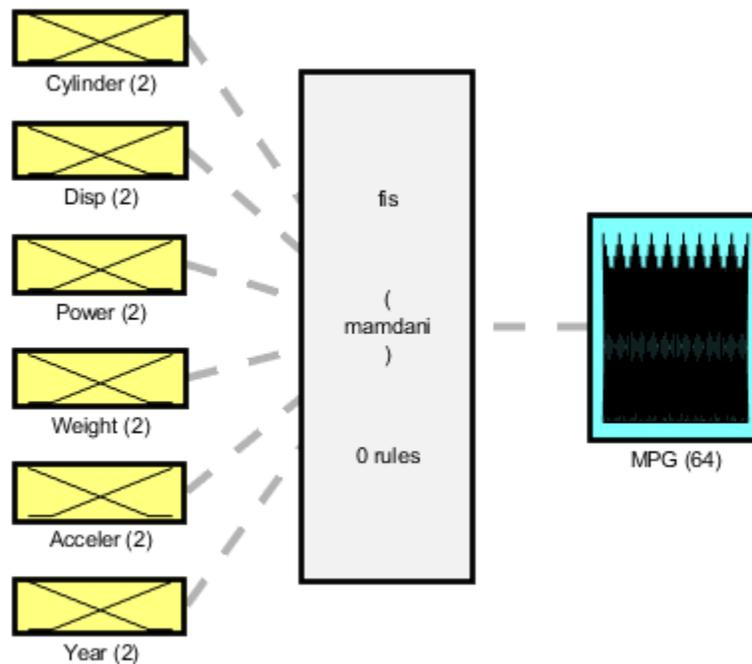 Cylinder (2)
Disp (2)
Power (2)
Weight (2)
Acceler (2)
Year (2)
fis
(
mamdani
)
0 rules
MPG (64)